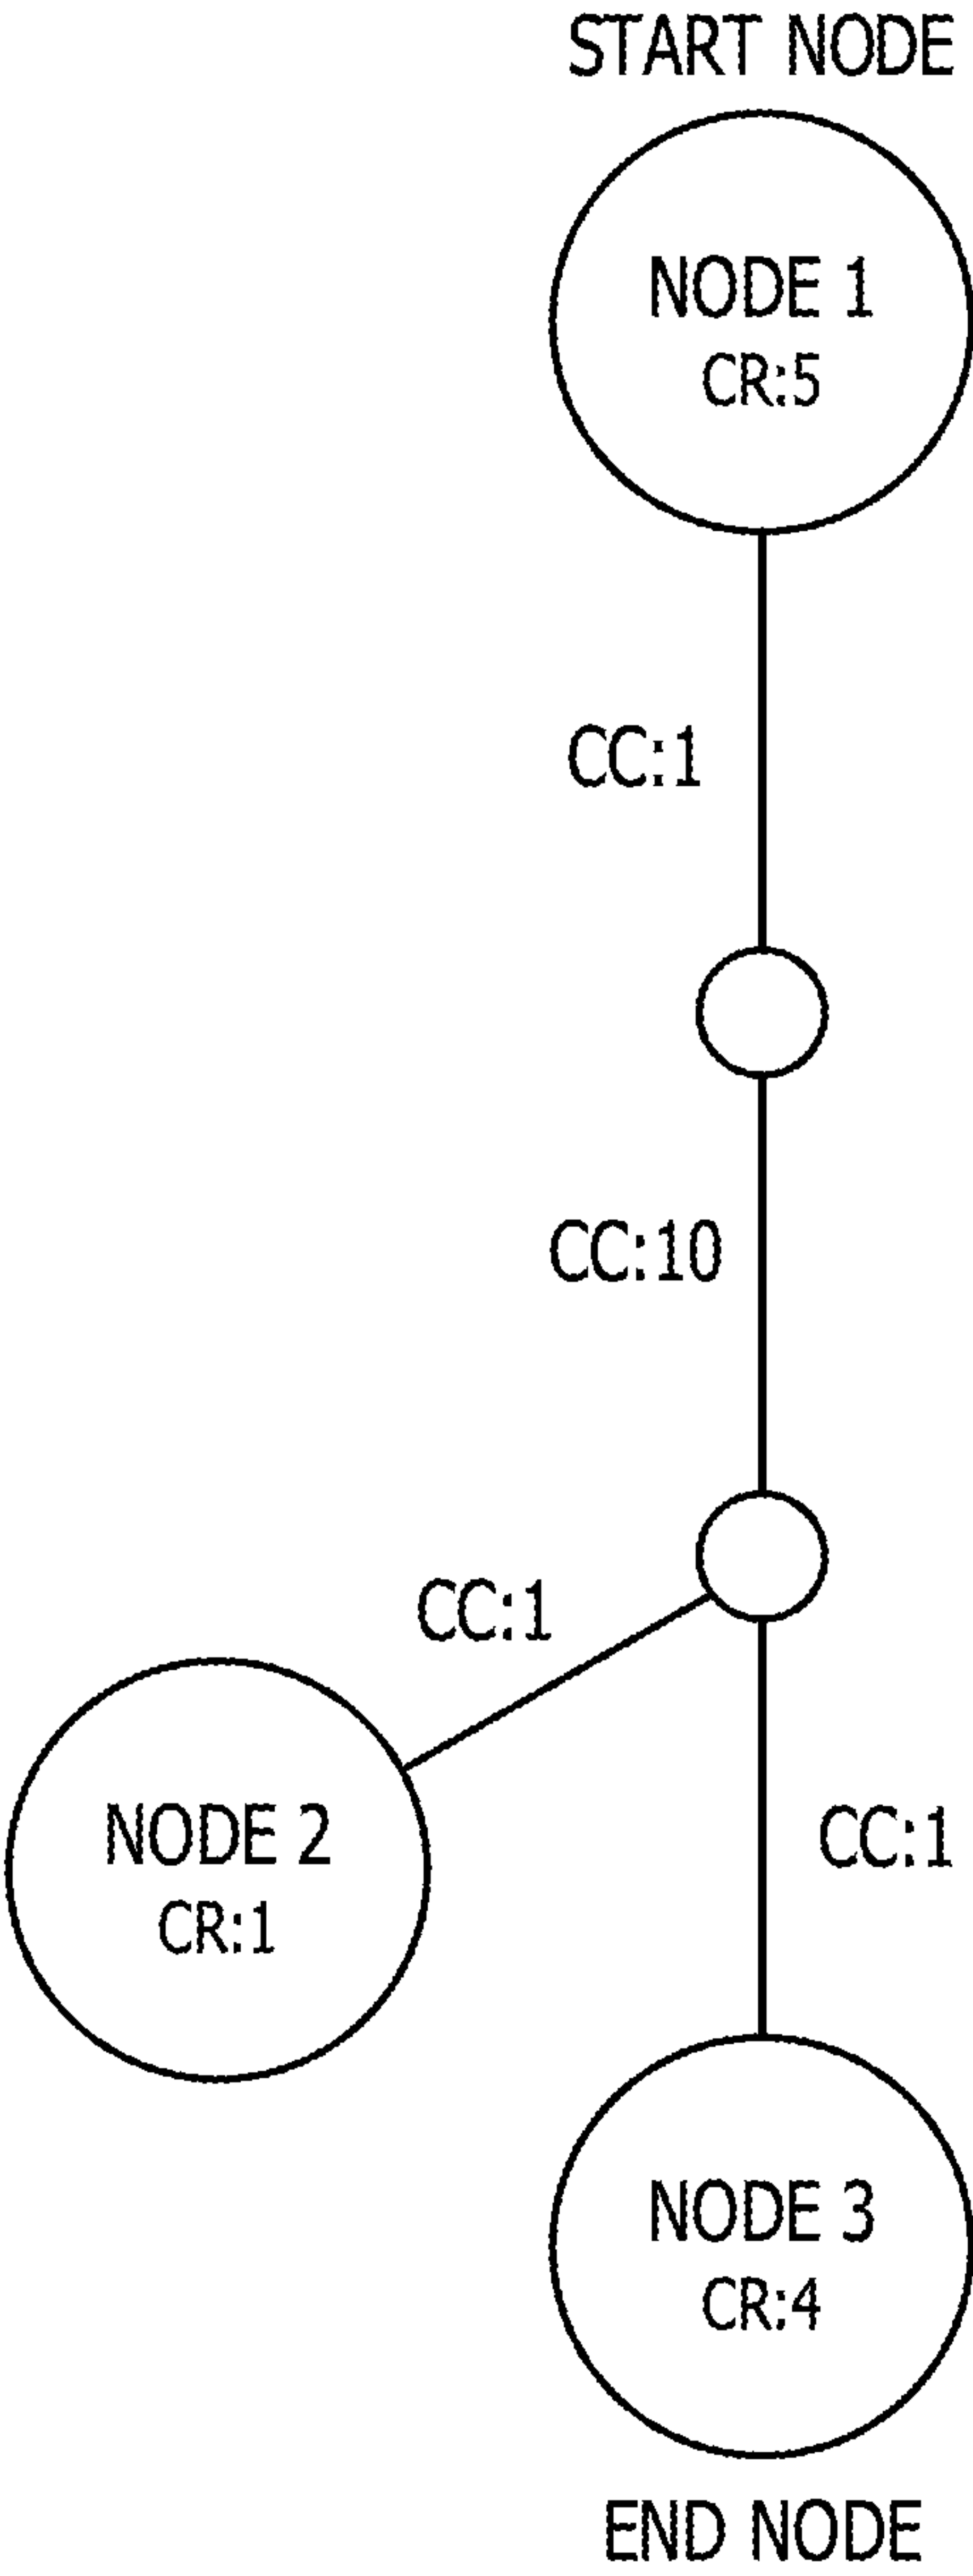 START NODE
NODE 1
CR:5
CC:1
CC:10
CC:1
NODE 2
CR:1
CC:1
NODE 3
CR:4
END NODE